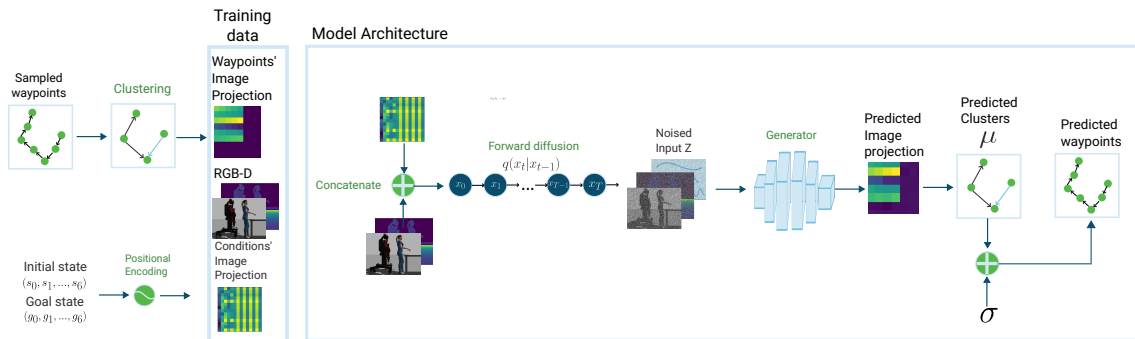 Training
data
Model Architecture
Sampled
waypoints
Clustering
Waypoints'
Image
Projection
RGB-D
Conditions'
Image
Projection
Initial state
(s₀, s₁, ..., s₆)
Goal state
(g₀, g₁, ..., g₆)
Positional
Encoding
Concatenate
Forward diffusion
q(xₜ|xₜ₋₁)
x₀ x₁ ... x_{T−1} x_T
Noised
Input Z
Generator
Predicted
Image
projection
Predicted
Clusters
μ
Predicted
waypoints
σ